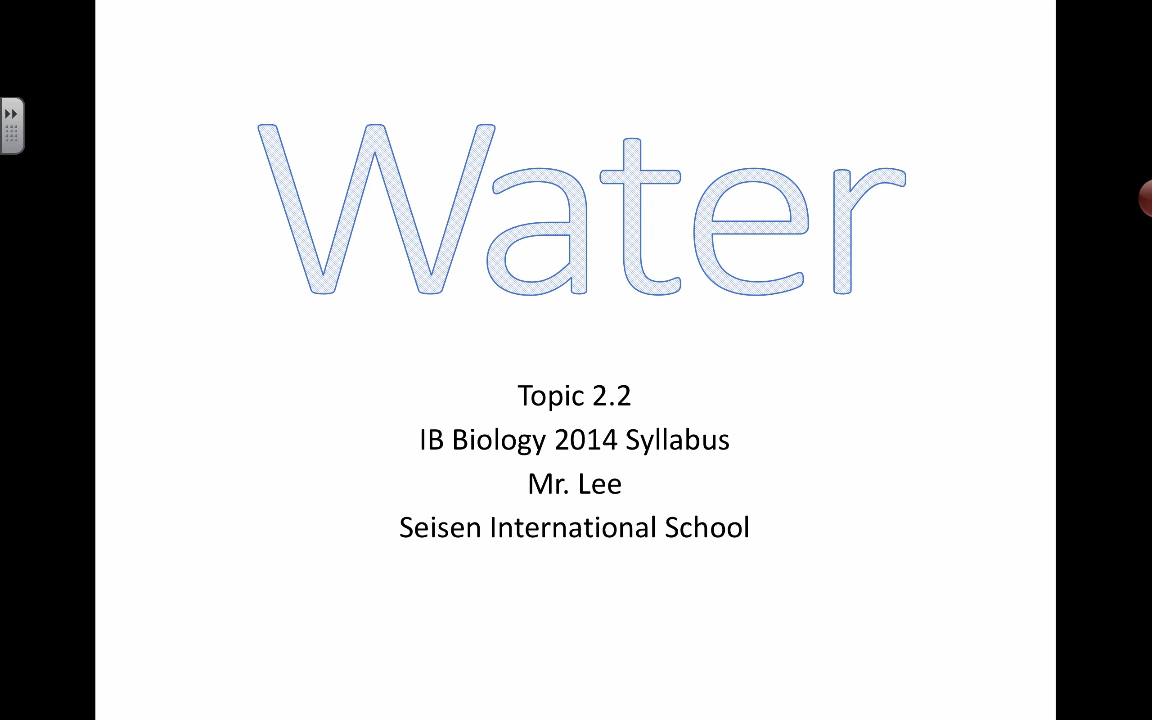 Water
Topic 2.2
IB Biology 2014 Syllabus
Mr. Lee
Seisen International School